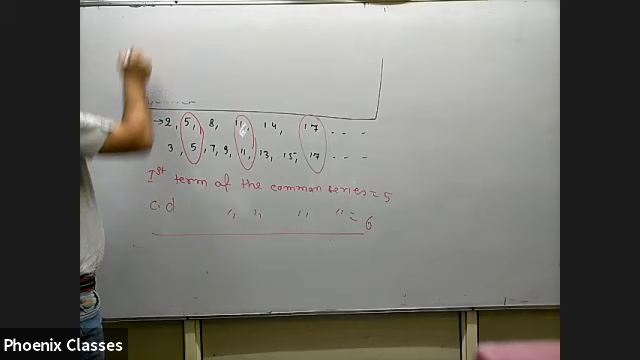 → 2, 5, 8, 11, 14, 17 - - -
3, 5, 7, 9, 11, 13, 15, 17 - - -
Ist term of the common series = 5
c.d " " " " = 6
Phoenix Classes